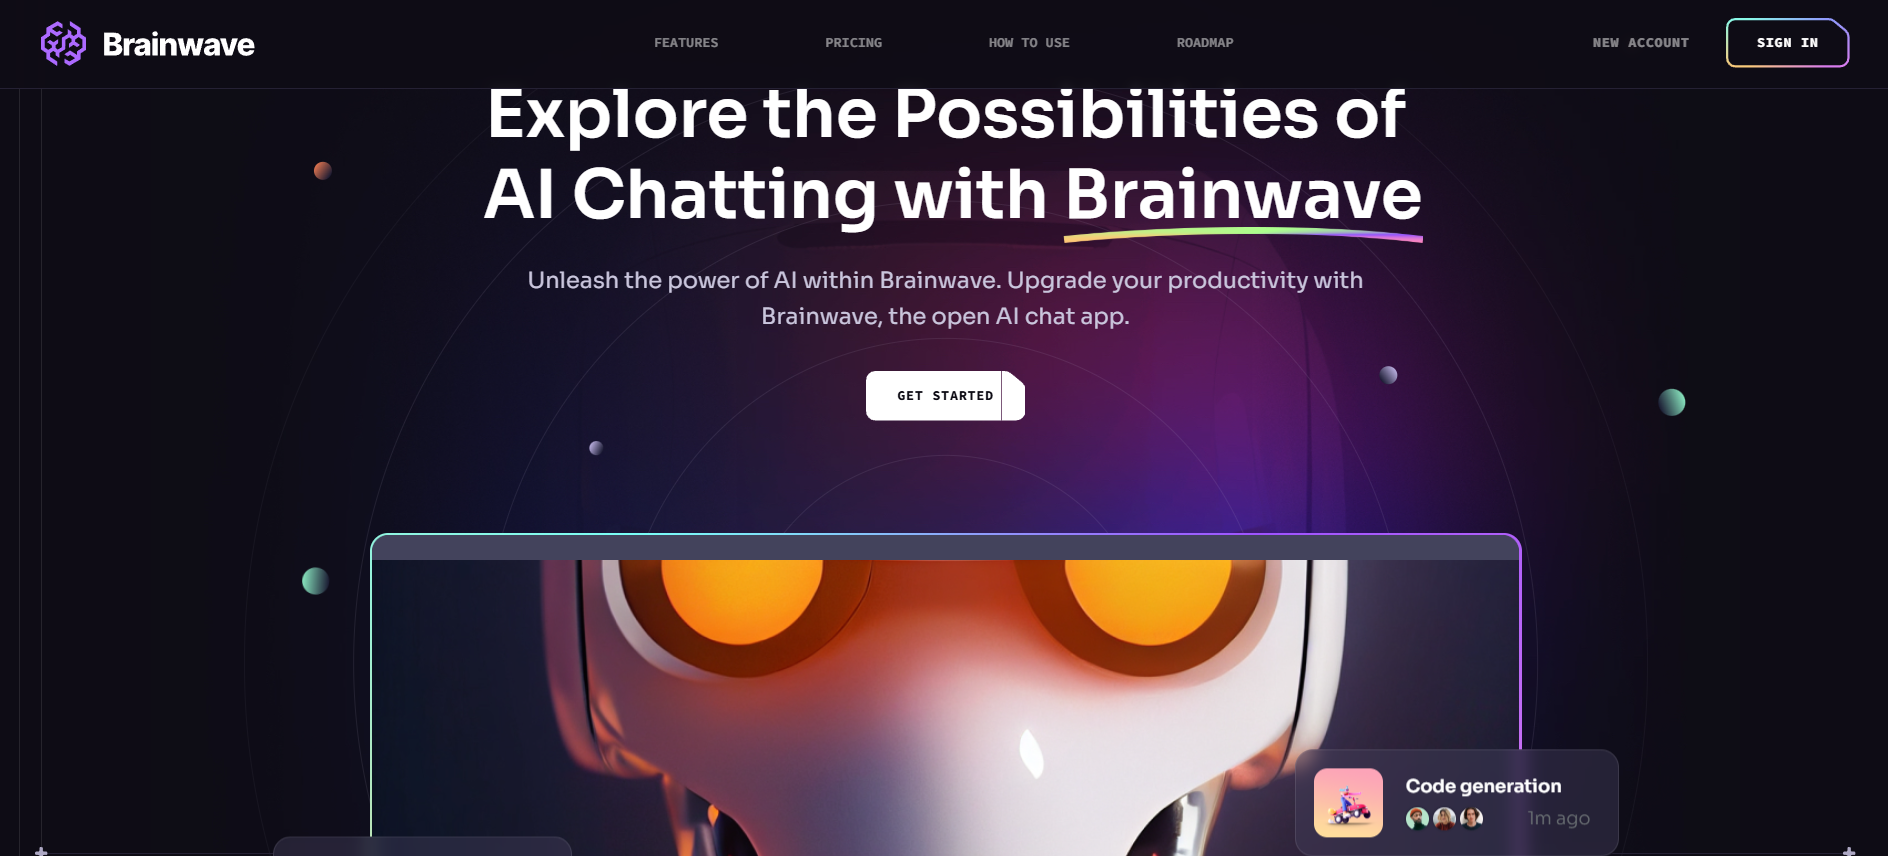 Brainwave
FEATURES
PRICING
HOW TO USE
ROADMAP
NEW ACCOUNT
SIGN IN
Explore the Possibilities of
AI Chatting with Brainwave
Unleash the power of AI within Brainwave. Upgrade your productivity with
Brainwave, the open AI chat app.
GET STARTED
Code generation
1m ago